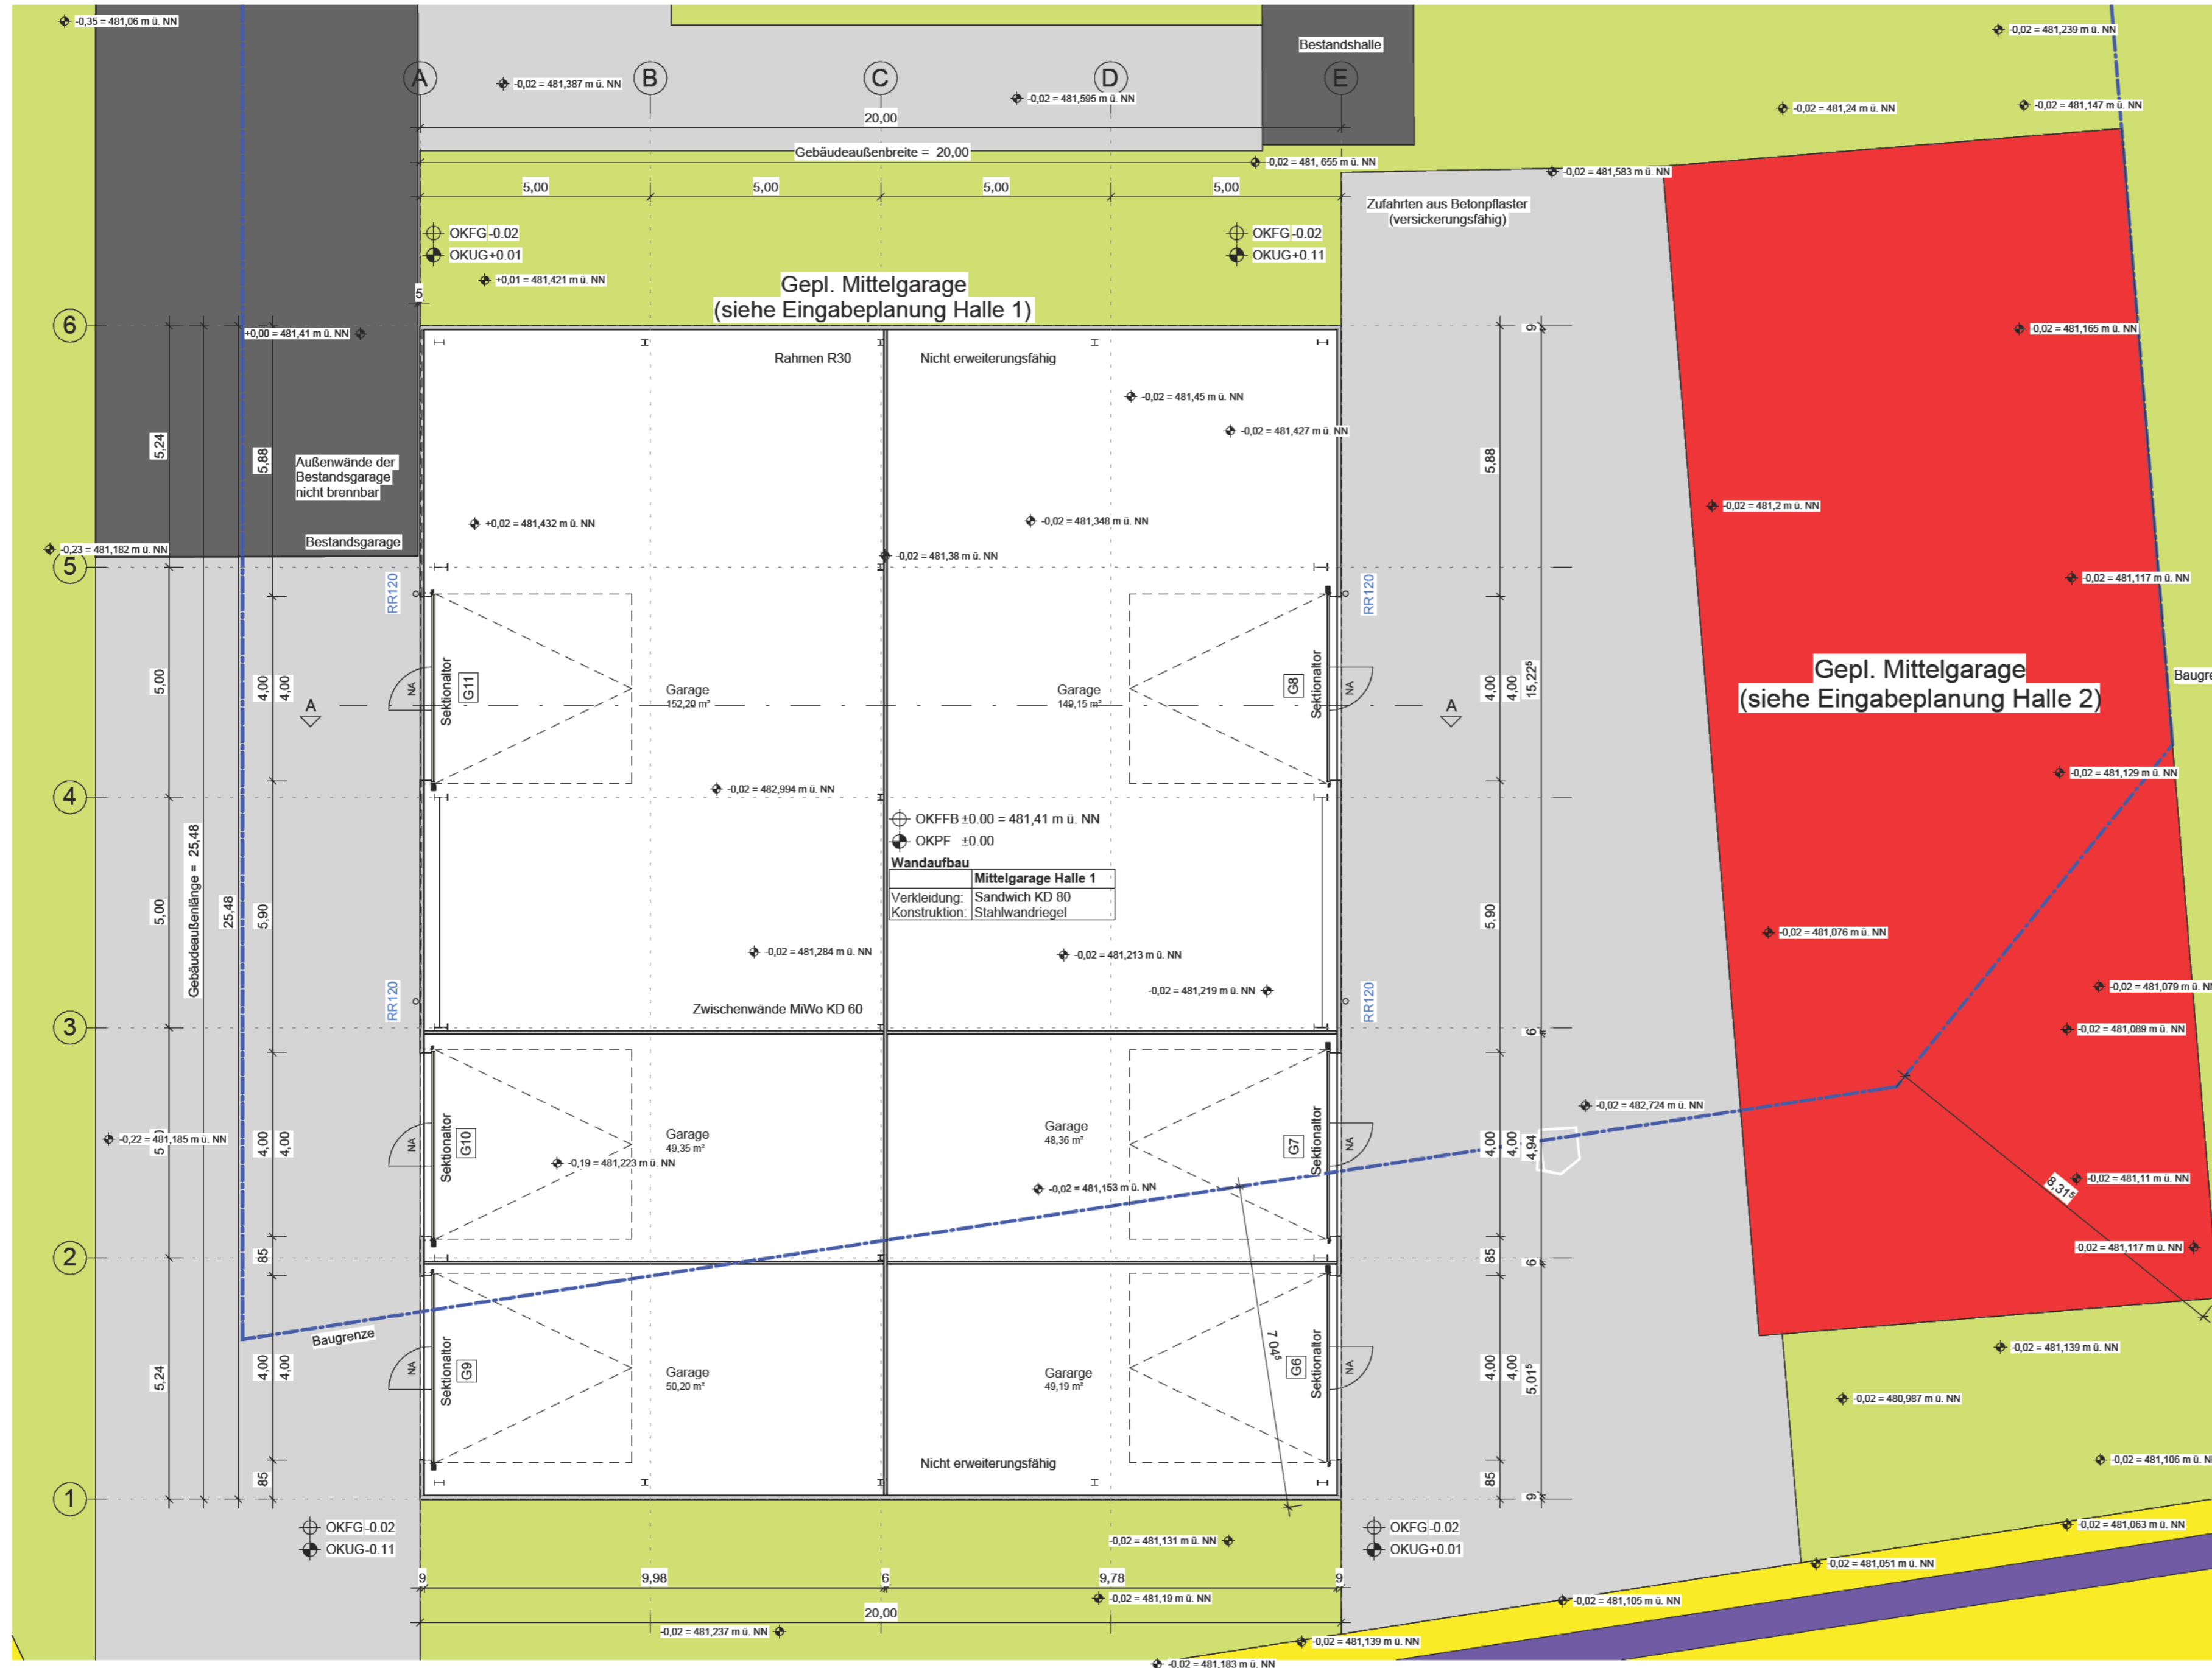 -0,35 = 481,06 m ü. NN
-0,02 = 481,239 m ü. NN
Bestandshalle
A
B
C
D
E
-0,02 = 481,387 m ü. NN
-0,02 = 481,595 m ü. NN
-0,02 = 481,24 m ü. NN
-0,02 = 481,147 m ü. NN
20,00
Gebäudeaußenbreite = 20,00
-0,02 = 481, 655 m ü. NN
-0,02 = 481,583 m ü. NN
5,00
5,00
5,00
5,00
Zufahrten aus Betonpflaster
(versickerungsfähig)
OKFG -0.02
OKUG+0.01
OKFG -0.02
OKUG+0.11
+0,01 = 481,421 m ü. NN
5
Gepl. Mittelgarage
(siehe Eingabeplanung Halle 1)
6
+0,00 = 481,41 m ü. NN
9
-0,02 = 481,165 m ü. NN
Rahmen R30
Nicht erweiterungsfähig
-0,02 = 481,45 m ü. NN
-0,02 = 481,427 m ü. NN
5,24
5,88
Außenwände der
Bestandsgarage
nicht brennbar
5,88
+0,02 = 481,432 m ü. NN
-0,02 = 481,348 m ü. NN
-0,02 = 481,2 m ü. NN
Bestandsgarage
-0,23 = 481,182 m ü. NN
-0,02 = 481,38 m ü. NN
5
RR120
RR120
-0,02 = 481,117 m ü. NN
5,00
4,00
4,00
NA
Sektionaltor
G11
Garage
152,20 m²
Garage
149,15 m²
G8
Sektionaltor
NA
4,00
4,00
15,22⁵
Gepl. Mittelgarage
(siehe Eingabeplanung Halle 2)
Baugre
A
A
4
-0,02 = 482,994 m ü. NN
-0,02 = 481,129 m ü. NN
OKFFB ±0.00 = 481,41 m ü. NN
OKPF ±0.00
Wandaufbau
Mittelgarage Halle 1
Verkleidung: Sandwich KD 80
Konstruktion: Stahlwandriegel
5,00
Gebäudeaußenlänge = 25,48
25,48
5,90
5,90
-0,02 = 481,076 m ü. NN
-0,02 = 481,284 m ü. NN
-0,02 = 481,213 m ü. NN
-0,02 = 481,219 m ü. NN
-0,02 = 481,079 m ü. NN
RR120
Zwischenwände MiWo KD 60
RR120
3
6
-0,02 = 481,089 m ü. NN
-0,02 = 482,724 m ü. NN
-0,22 = 481,185 m ü. NN
4,00
4,00
NA
Sektionaltor
G10
Garage
49,35 m²
-0,19 = 481,223 m ü. NN
Garage
48,36 m²
-0,02 = 481,153 m ü. NN
G7
Sektionaltor
NA
4,00
4,00
4,94
-0,02 = 481,11 m ü. NN
8,31⁵
-0,02 = 481,117 m ü. NN
2
85
85
6
Baugrenze
5,24
4,00
4,00
NA
Sektionaltor
G9
Garage
50,20 m²
Gararge
49,19 m²
7 04⁵
G6
Sektionaltor
NA
4,00
4,00
5,01⁵
-0,02 = 481,139 m ü. NN
-0,02 = 480,987 m ü. NN
Nicht erweiterungsfähig
-0,02 = 481,106 m ü. N
85
85
1
9
OKFG -0.02
OKUG-0.11
-0,02 = 481,131 m ü. NN
OKFG -0.02
OKUG+0.01
-0,02 = 481,063 m ü. NN
-0,02 = 481,051 m ü. NN
9
9,98
6
9,78
9
-0,02 = 481,19 m ü. NN
-0,02 = 481,105 m ü. NN
20,00
-0,02 = 481,237 m ü. NN
-0,02 = 481,139 m ü. NN
-0,02 = 481,183 m ü. NN